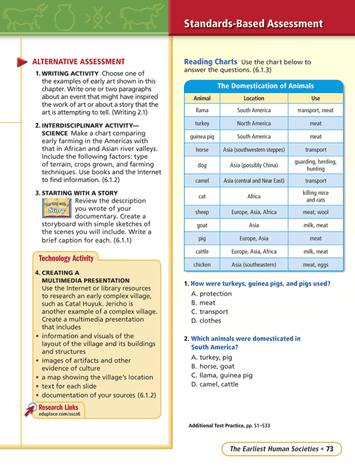 Standards-Based Assessment
ALTERNATIVE ASSESSMENT
1. WRITING ACTIVITY Choose one of
the examples of early art shown in this
chapter. Write one or two paragraphs
about an event that might have inspired
the work of art or about a story that the
art is attempting to tell. (Writing 2.1)
2. INTERDISCIPLINARY ACTIVITY—
SCIENCE Make a chart comparing
early farming in the Americas with
that in African and Asian river valleys.
Include the following factors: type
of terrain, crops grown, and farming
techniques. Use books and the Internet
to find information. (6.1.2)
3. STARTING WITH A STORY
Review the description
you wrote of your
documentary. Create a
storyboard with simple sketches of
the scenes you will include. Write a
brief caption for each. (6.1.1)
Technology Activity
4. CREATING A
MULTIMEDIA PRESENTATION
Use the Internet or library resources
to research an early complex village,
such as Catal Huyuk. Jericho is
another example of a complex village.
Create a multimedia presentation
that includes
• information and visuals of the
layout of the village and its buildings
and structures
• images of artifacts and other
evidence of culture
• a map showing the village's location
• text for each slide
• documentation of your sources (6.1.2)
Research Links
eduplace.com/sscs6
Reading Charts Use the chart below to
answer the questions. (6.1.3)
The Domestication of Animals
Animal Location Use
llama South America transport, meat
turkey North America meat
guinea pig South America meat
horse Asia (southwestern steppes) transport
dog Asia (possibly China) guarding, herding,
hunting
camel Asia (central and Near East) transport
cat Africa killing mice
and rats
sheep Europe, Asia, Africa meat, wool
goat Asia milk, meat
pig Europe, Asia meat
cattle Europe, Asia, Africa milk, meat
chicken Asia (southeastern) meat, eggs
1. How were turkeys, guinea pigs, and pigs used?
A. protection
B. meat
C. transport
D. clothes
2. Which animals were domesticated in
South America?
A. turkey, pig
B. horse, goat
C. llama, guinea pig
D. camel, cattle
Additional Test Practice, pp. S1–S33
The Earliest Human Societies • 73